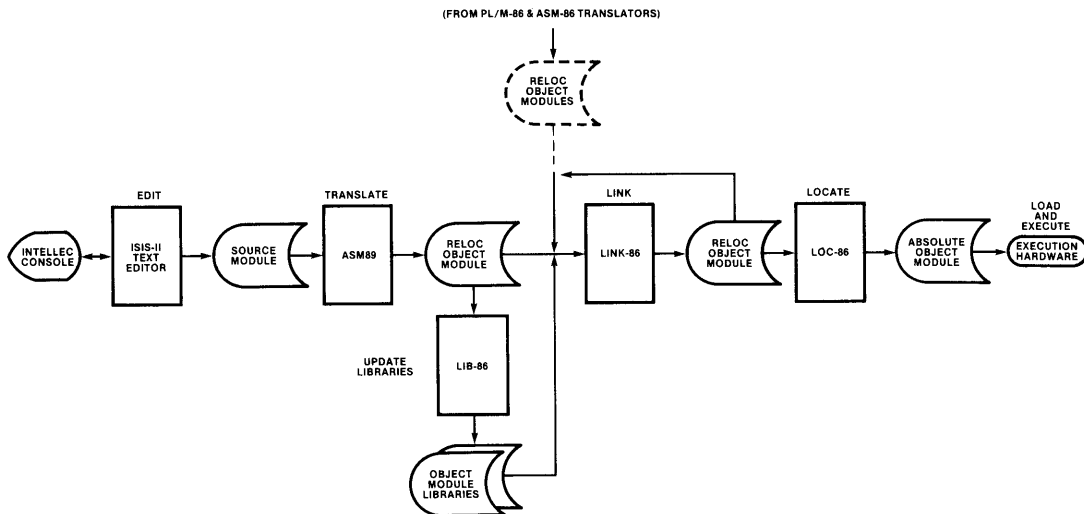 (FROM PL/M-86 & ASM-86 TRANSLATORS)
RELOC
OBJECT
MODULES
EDIT
TRANSLATE
LINK
LOCATE
LOAD
AND
EXECUTE
INTELLEC
CONSOLE
ISIS-II
TEXT
EDITOR
SOURCE
MODULE
ASM89
RELOC
OBJECT
MODULE
LINK-86
RELOC
OBJECT
MODULE
LOC-86
ABSOLUTE
OBJECT
MODULE
EXECUTION
HARDWARE
UPDATE
LIBRARIES
LIB-86
OBJECT
MODULE
LIBRARIES